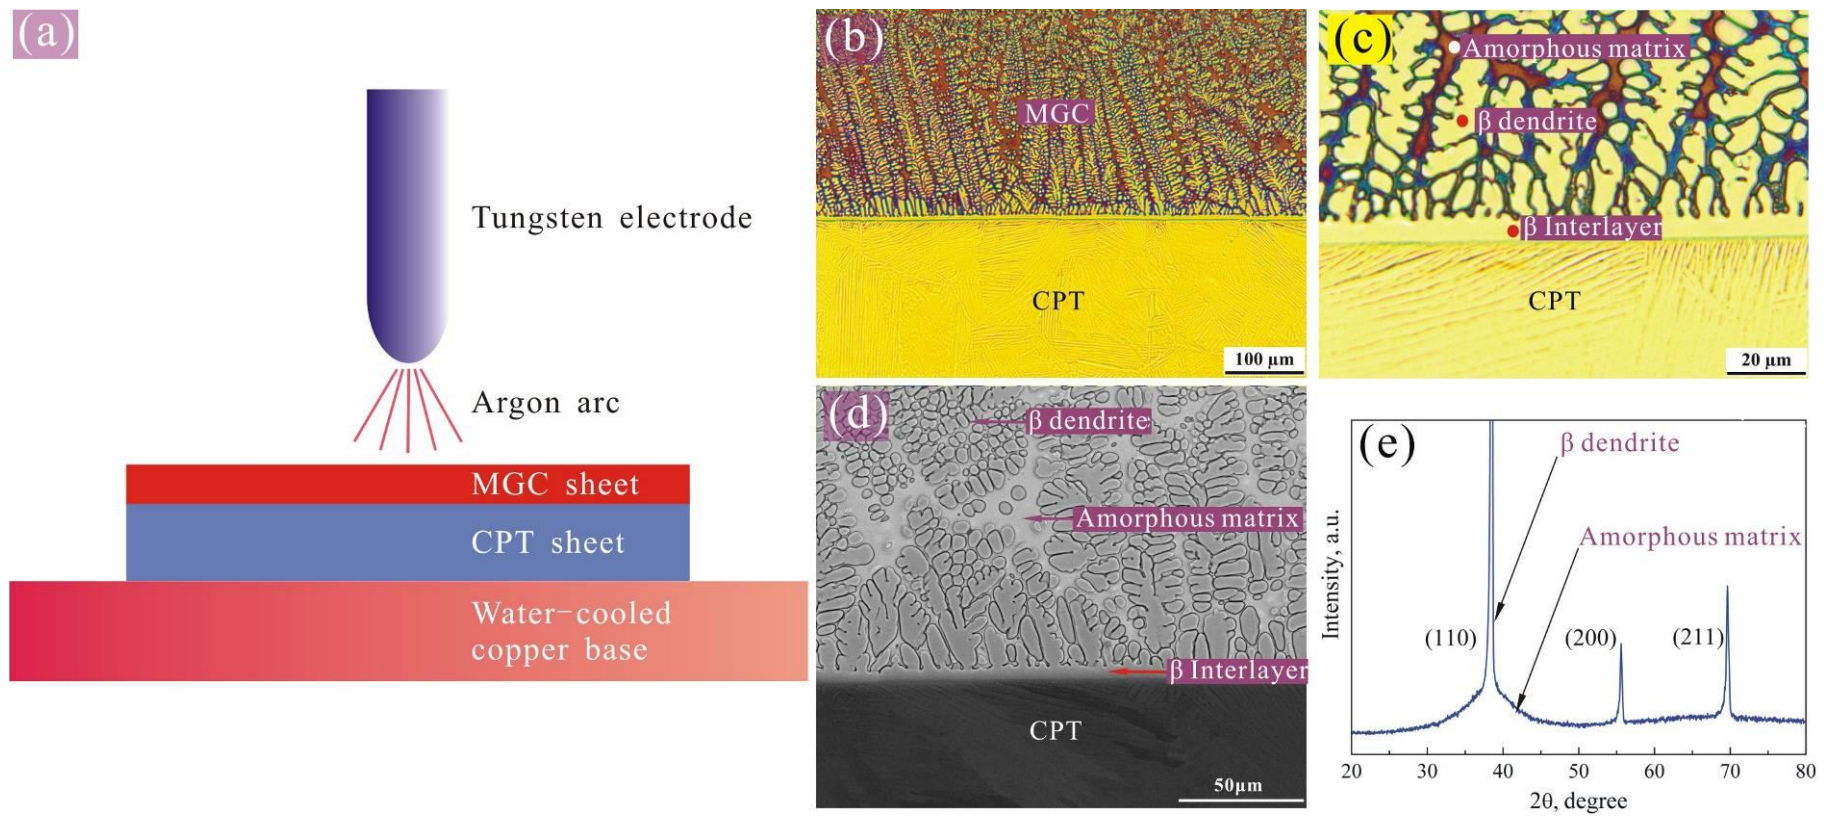 (a)
Tungsten electrode
Argon arc
MGC sheet
CPT sheet
Water-cooled
copper base
(b)
MGC
CPT
100 μm
(c)
Amorphous matrix
β dendrite
β Interlayer
CPT
20 μm
(d)
β dendrite
Amorphous matrix
β Interlayer
CPT
50μm
(e)
β dendrite
Amorphous matrix
(110)
(200)
(211)
Intensity, a.u.
20 30 40 50 60 70 80
2θ, degree